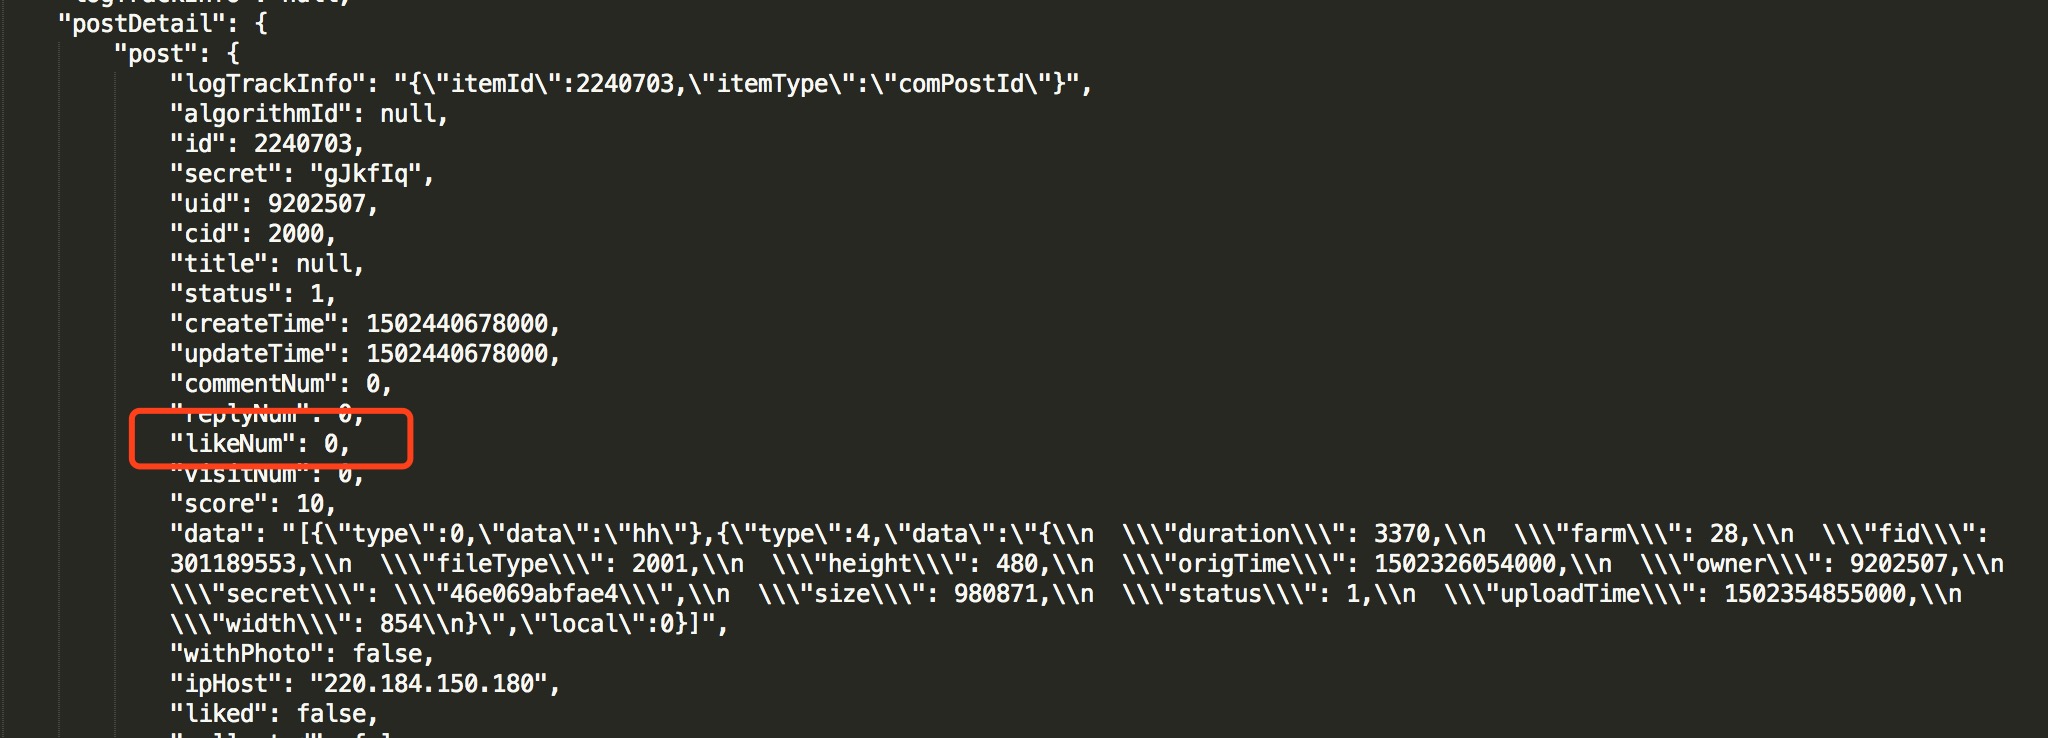 "logTrackInfo": null,
"postDetail": {
"post": {
"logTrackInfo": "{\"itemId\":2240703,\"itemType\":\"comPostId\"}",
"algorithmId": null,
"id": 2240703,
"secret": "gJkfIq",
"uid": 9202507,
"cid": 2000,
"title": null,
"status": 1,
"createTime": 1502440678000,
"updateTime": 1502440678000,
"commentNum": 0,
"replyNum": 0,
"likeNum": 0,
"visitNum": 0,
"score": 10,
"data": "[{\"type\":0,\"data\":\"hh\"},{\"type\":4,\"data\":\"{\\n  \\\"duration\\\": 3370,\\n  \\\"farm\\\": 28,\\n  \\\"fid\\\":
301189553,\\n  \\\"fileType\\\": 2001,\\n  \\\"height\\\": 480,\\n  \\\"origTime\\\": 1502326054000,\\n  \\\"owner\\\": 9202507,\\n
\\\"secret\\\": \\\"46e069abfae4\\\",\\n  \\\"size\\\": 980871,\\n  \\\"status\\\": 1,\\n  \\\"uploadTime\\\": 1502354855000,\\n
\\\"width\\\": 854\\n}\",\"local\":0}]",
"withPhoto": false,
"ipHost": "220.184.150.180",
"liked": false,